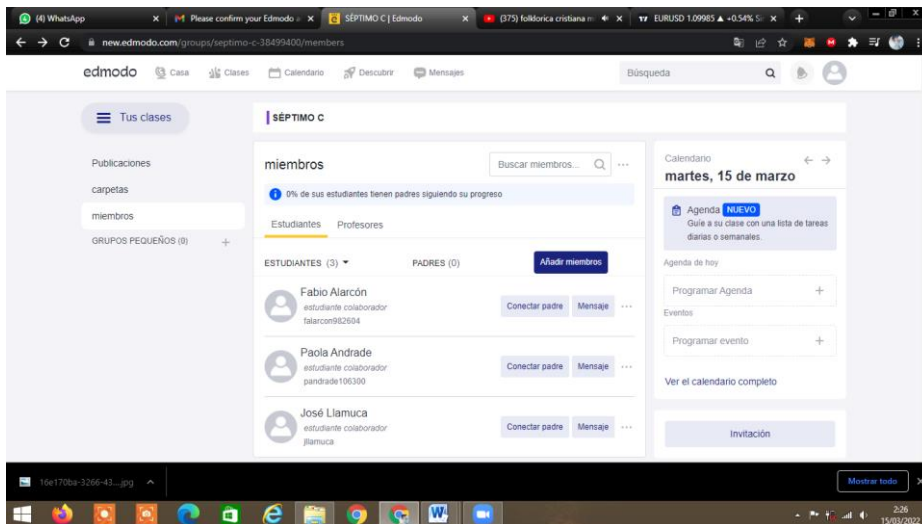 (4) WhatsApp
Please confirm your Edmodo a
SÉPTIMO C | Edmodo
(375) folklorica cristiana m
EURUSD 1.09985 ▲ +0.54% S
new.edmodo.com/groups/septimo-c-38499400/members
edmodo Casa Clases Calendario Descubrir Mensajes Búsqueda
Tus clases
SÉPTIMO C
Publicaciones
carpetas
miembros
GRUPOS PEQUEÑOS (0) +
miembros
Buscar miembros...
0% de sus estudiantes tienen padres siguiendo su progreso
Estudiantes Profesores
ESTUDIANTES (3) PADRES (0) Añadir miembros
Fabio Alarcón
estudiante colaborador
falarcon982604
Conectar padre Mensaje
Paola Andrade
estudiante colaborador
pandrade106300
Conectar padre Mensaje
José Llamuca
estudiante colaborador
jllamuca
Conectar padre Mensaje
Calendario
martes, 15 de marzo
Agenda NUEVO
Guíe a su clase con una lista de tareas
diarias o semanales.
Agenda de hoy
Programar Agenda +
Eventos
Programar evento +
Ver el calendario completo
Invitación
16e170ba-3266-43....jpg
Mostrar todo
2:26
15/03/2022